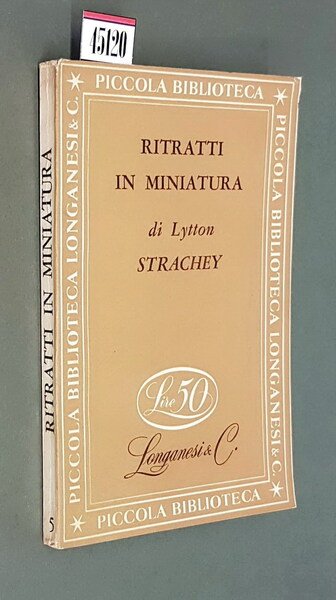 45120
PICCOLA BIBLIOTECA
PICCOLA BIBLIOTECA LONGANESI & C.
PICCOLA BIBLIOTECA LONGANESI & C.
RITRATTI
IN MINIATURA
di Lytton
STRACHEY
Lire 50
Longanesi & C.
PICCOLA BIBLIOTECA
RITRATTI IN MINIATURA
5